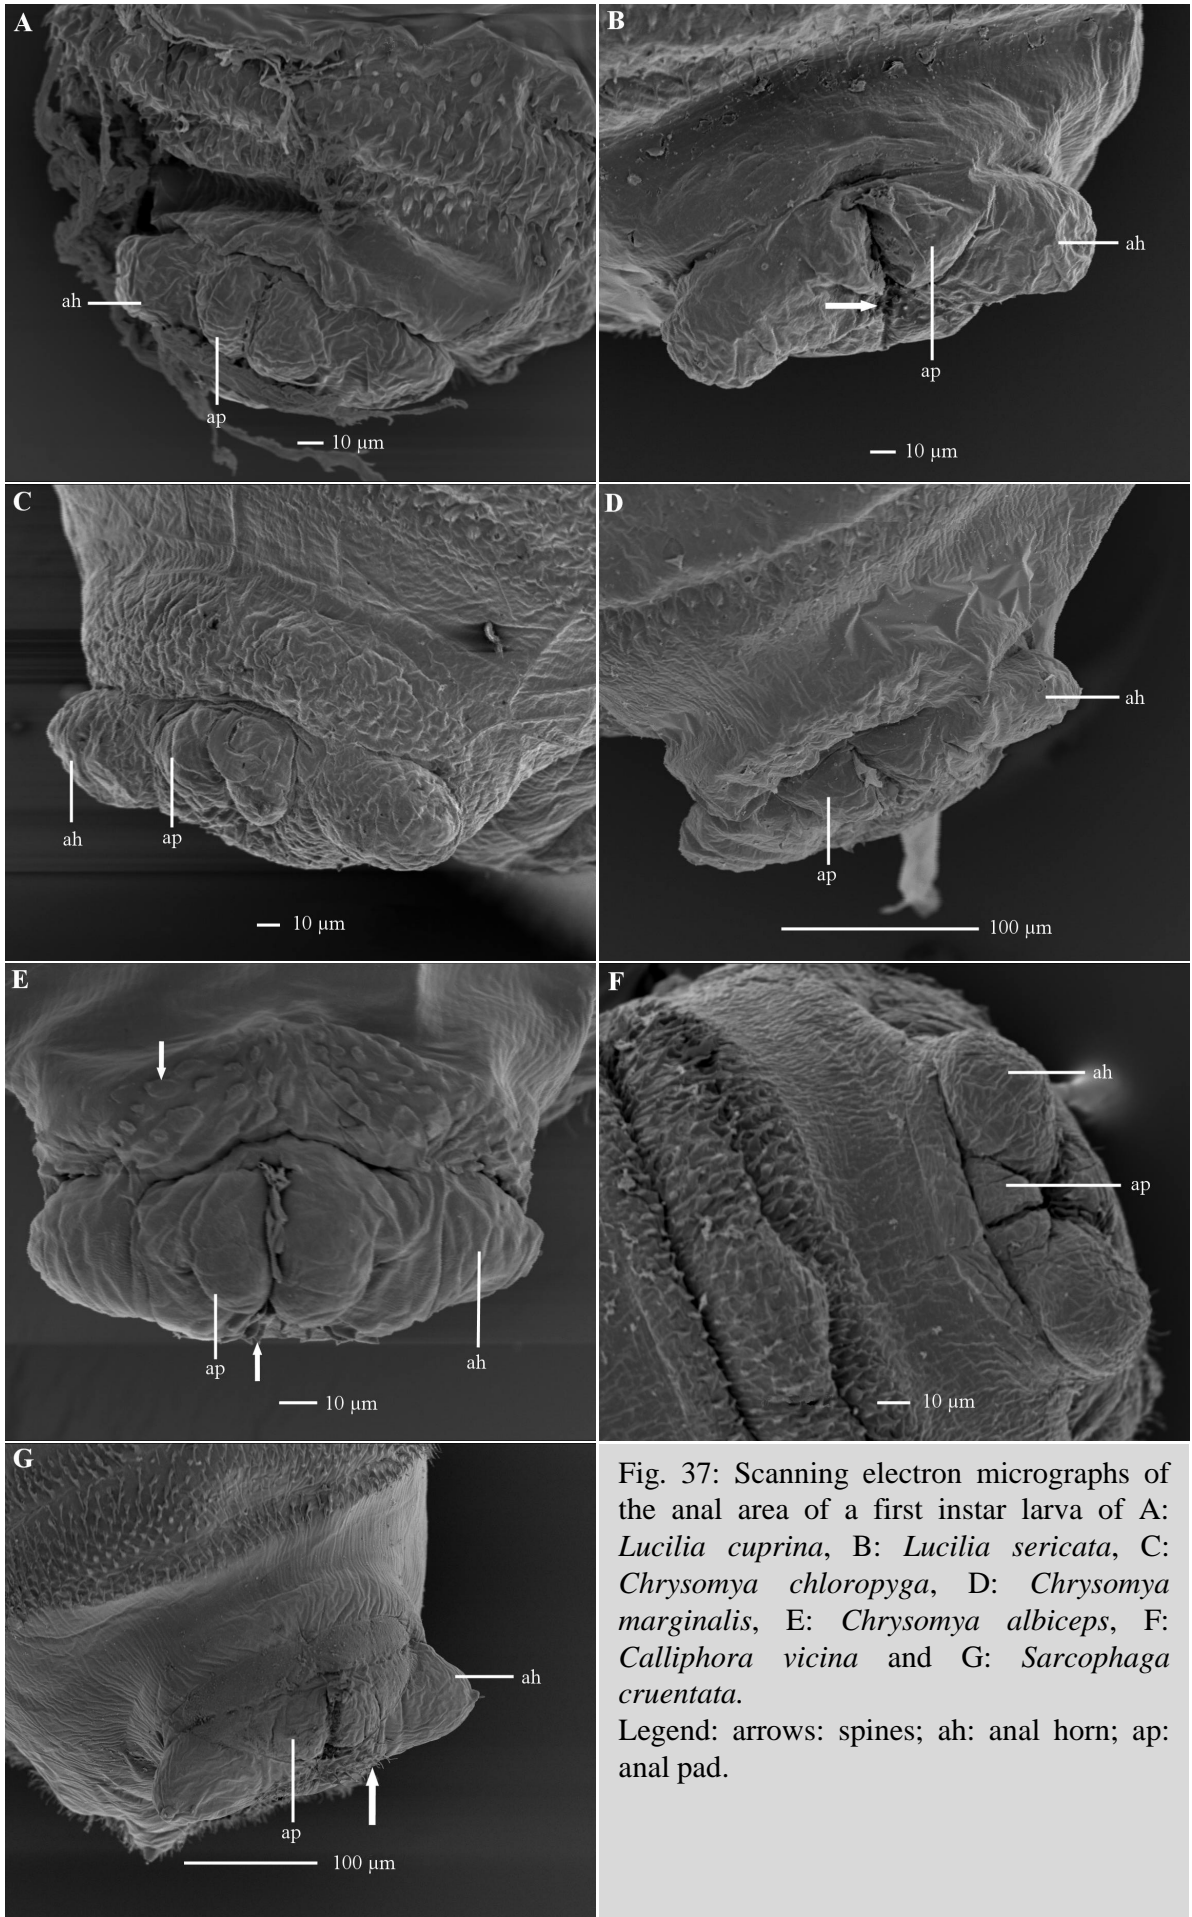 A
ah
ap
10 µm
B
ah
ap
10 µm
C
ah
ap
10 µm
D
ah
ap
100 µm
E
ap
ah
10 µm
F
ah
ap
10 µm
G
ah
ap
100 µm
Fig. 37: Scanning electron micrographs of
the anal area of a first instar larva of A:
Lucilia cuprina, B: Lucilia sericata, C:
Chrysomya chloropyga, D: Chrysomya
marginalis, E: Chrysomya albiceps, F:
Calliphora vicina and G: Sarcophaga
cruentata.
Legend: arrows: spines; ah: anal horn; ap:
anal pad.